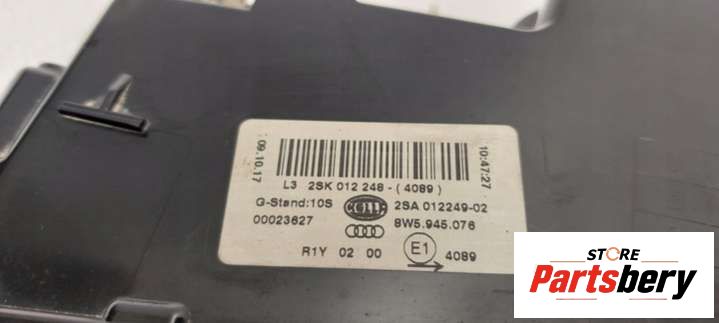 09.10.17
10:47:27
L3 2SK 012 248-(4089)
G-Stand:10S HELLA 2SA 012249-02
00023627 8W5.945.076
R1Y 02 00 E1 4089
STORE
Partsbery